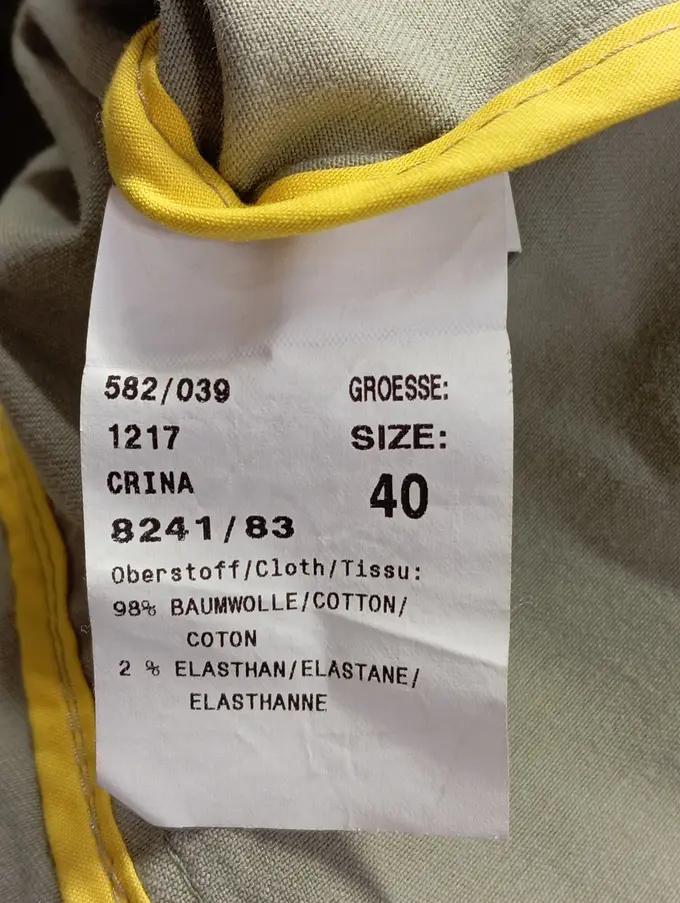 582/039 GROESSE:
1217 SIZE:
CRINA 40
8241/83
Oberstoff/Cloth/Tissu:
98% BAUMWOLLE/COTTON/
COTON
2 % ELASTHAN/ELASTANE/
ELASTHANNE